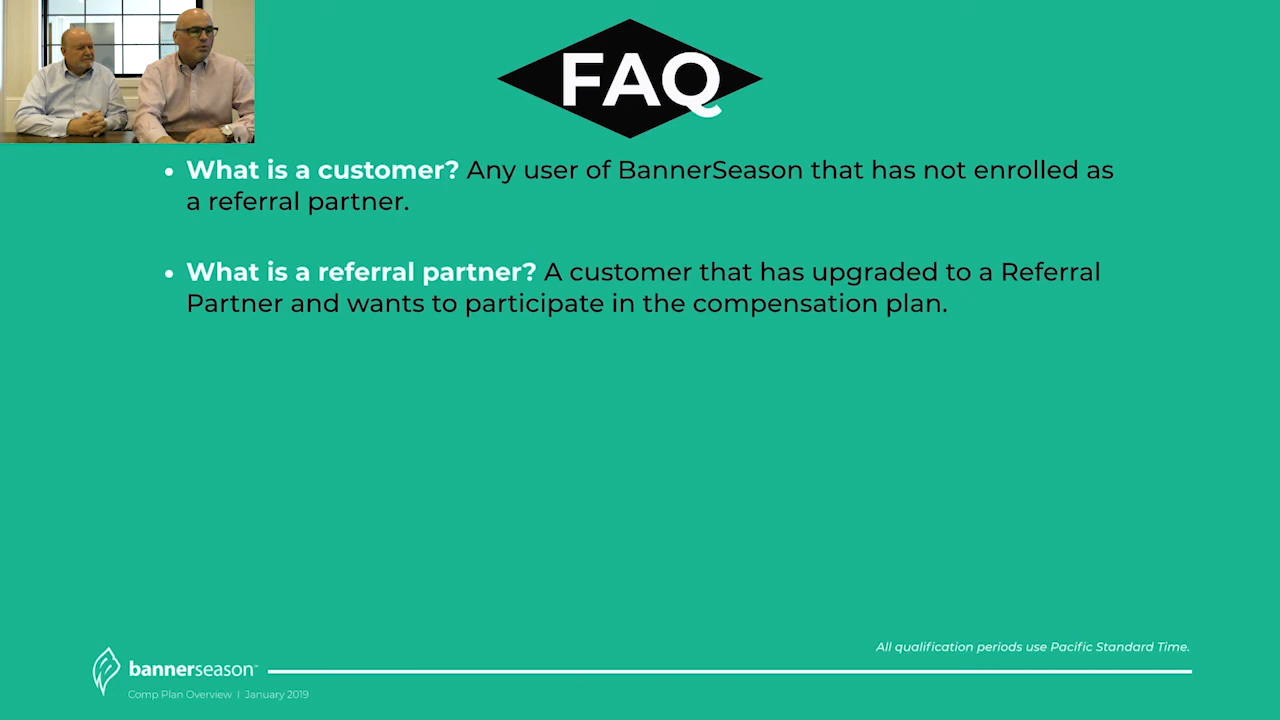 FAQ
• What is a customer? Any user of BannerSeason that has not enrolled as
a referral partner.
• What is a referral partner? A customer that has upgraded to a Referral
Partner and wants to participate in the compensation plan.
All qualification periods use Pacific Standard Time.
bannerseason™
Comp Plan Overview | January 2019